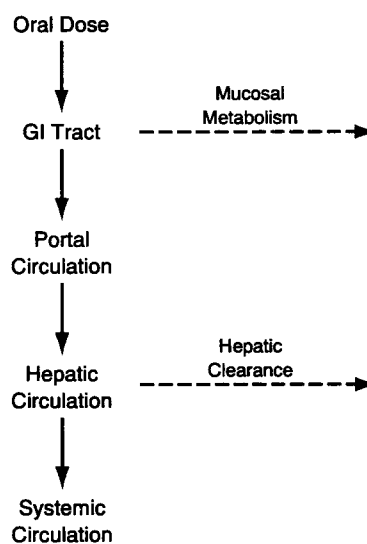 Oral Dose
Mucosal
Metabolism
GI Tract
Portal
Circulation
Hepatic
Clearance
Hepatic
Circulation
Systemic
Circulation